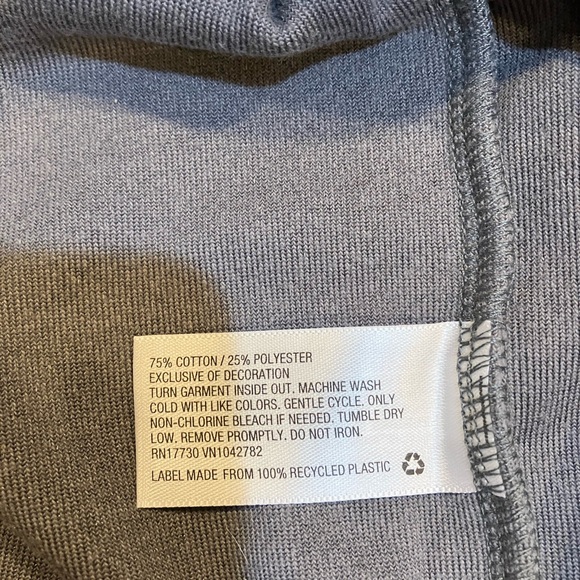 75% COTTON / 25% POLYESTER
EXCLUSIVE OF DECORATION
TURN GARMENT INSIDE OUT. MACHINE WASH
COLD WITH LIKE COLORS. GENTLE CYCLE. ONLY
NON-CHLORINE BLEACH IF NEEDED. TUMBLE DRY
LOW. REMOVE PROMPTLY. DO NOT IRON.
RN17730 VN1042782
LABEL MADE FROM 100% RECYCLED PLASTIC